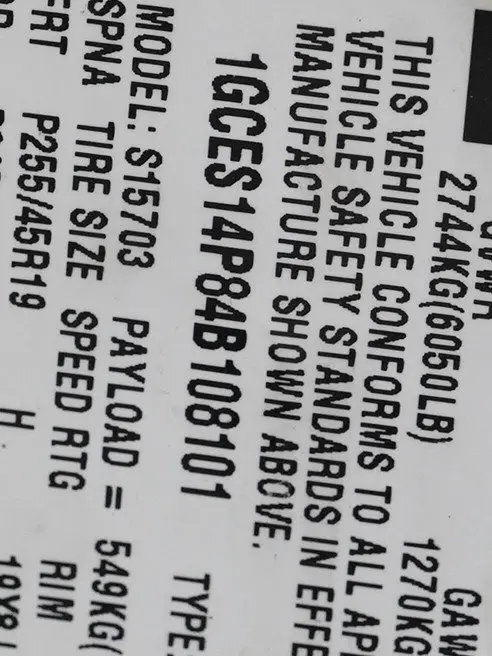 GVWR GAW
2744KG(6050LB) 1270KG
THIS VEHICLE CONFORMS TO ALL AP
VEHICLE SAFETY STANDARDS IN EFFE
MANUFACTURE SHOWN ABOVE.
1GCES14P84B108101 TYPE:
MODEL: S15703 PAYLOAD = 549KG(
SPNA TIRE SIZE SPEED RTG RIM
FRT P255/45R19 H